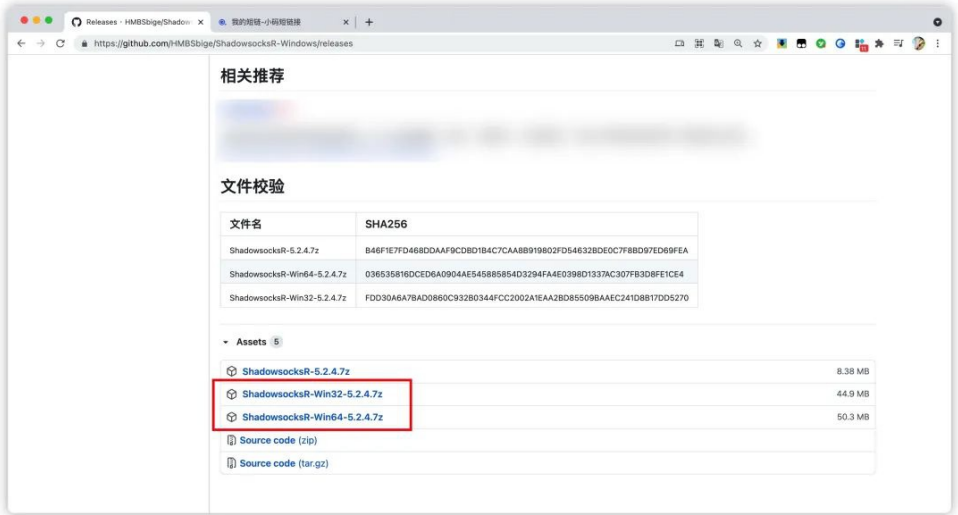 Releases · HMBSbige/Shadow
我的短链-小码短链接
https://github.com/HMBSbige/ShadowsocksR-Windows/releases
相关推荐
文件校验
文件名 SHA256
ShadowsocksR-5.2.4.7z B46F1E7FD468DDAAF9CDBD1B4C7CAA8B919802FD54632BDE0C7F8BD97ED69FEA
ShadowsocksR-Win64-5.2.4.7z 036535816DCED6A0904AE545885854D3294FA4E0398D1337AC307FB3D8FE1CE4
ShadowsocksR-Win32-5.2.4.7z FDD30A6A7BAD0860C932B0344FCC2002A1EAA2BD85509BAAEC241D8B17DD5270
Assets 5
ShadowsocksR-5.2.4.7z 8.38 MB
ShadowsocksR-Win32-5.2.4.7z 44.9 MB
ShadowsocksR-Win64-5.2.4.7z 50.3 MB
Source code (zip)
Source code (tar.gz)